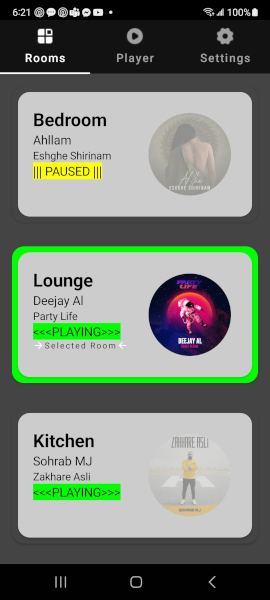 6:21 100%
Rooms Player Settings
Bedroom
Ahllam
Eshghe Shirinam
||| PAUSED |||
ESHGHE SHIRINAM
Lounge
Deejay Al
Party Life
<<<PLAYING>>>
→Selected Room←
PARTY
LIFE
DEEJAY AL
Kitchen
Sohrab MJ
Zakhare Asli
<<<PLAYING>>>
ZAKHARE ASLI
SOHRAB MJ